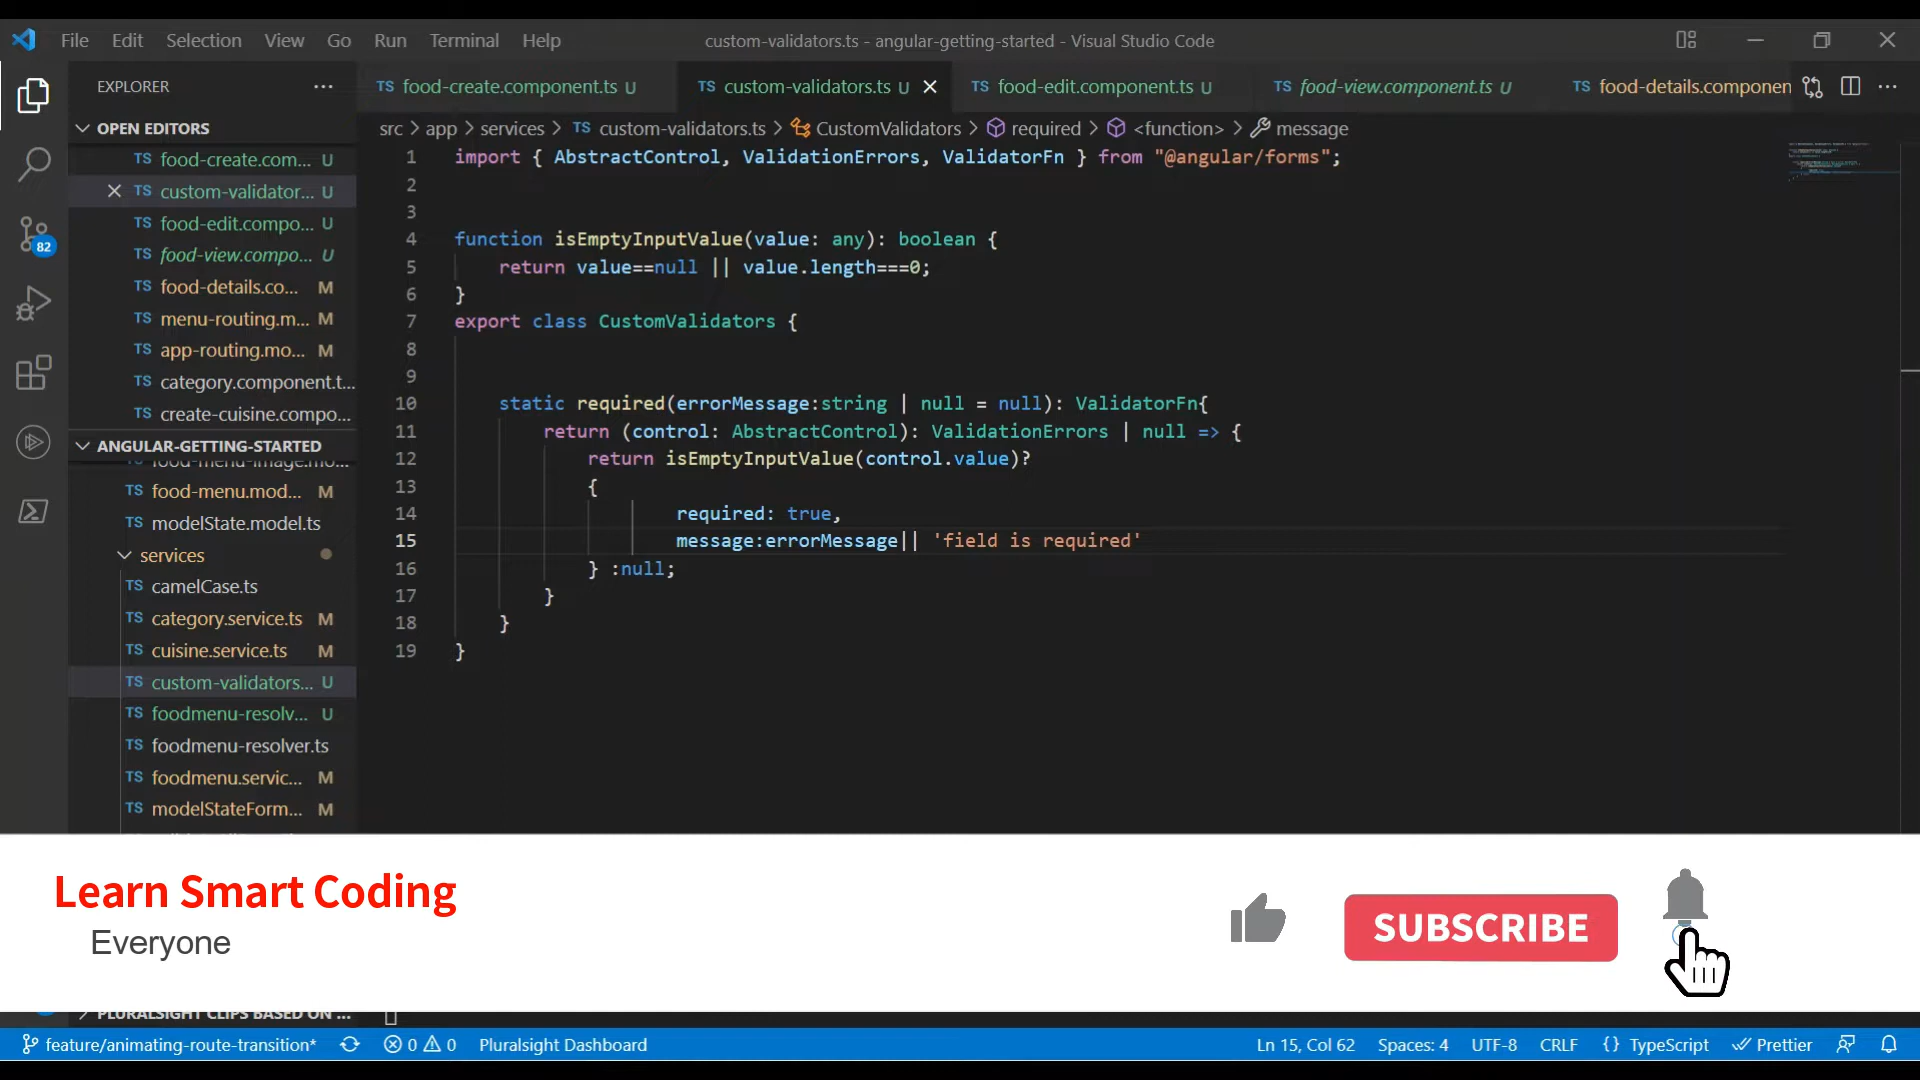 File Edit Selection View Go Run Terminal Help custom-validators.ts - angular-getting-started - Visual Studio Code
EXPLORER
TS food-create.component.ts U TS custom-validators.ts U TS food-edit.component.ts U TS food-view.component.ts U TS food-details.componen
OPEN EDITORS
TS food-create.com... U
TS custom-validator... U
TS food-edit.compo... U
TS food-view.compo... U
TS food-details.co... M
TS menu-routing.m... M
TS app-routing.mo... M
TS category.component.t...
TS create-cuisine.compo...
82
ANGULAR-GETTING-STARTED
food-menu-image.mo...
TS food-menu.mod... M
TS modelState.model.ts
services
TS camelCase.ts
TS category.service.ts M
TS cuisine.service.ts M
TS custom-validators... U
TS foodmenu-resolv... U
TS foodmenu-resolver.ts
TS foodmenu.servic... M
TS modelStateForm... M
src > app > services > TS custom-validators.ts > CustomValidators > required > <function> > message
1 import { AbstractControl, ValidationErrors, ValidatorFn } from "@angular/forms";
2
3
4 function isEmptyInputValue(value: any): boolean {
5 return value==null || value.length===0;
6 }
7 export class CustomValidators {
8
9
10 static required(errorMessage:string | null = null): ValidatorFn{
11 return (control: AbstractControl): ValidationErrors | null => {
12 return isEmptyInputValue(control.value)?
13 {
14 required: true,
15 message:errorMessage|| 'field is required'
16 } :null;
17 }
18 }
19 }
Learn Smart Coding
Everyone
SUBSCRIBE
PLURALSIGHT CLIPS BASED ON ...
feature/animating-route-transition* 0 0 Pluralsight Dashboard Ln 15, Col 62 Spaces: 4 UTF-8 CRLF {} TypeScript Prettier